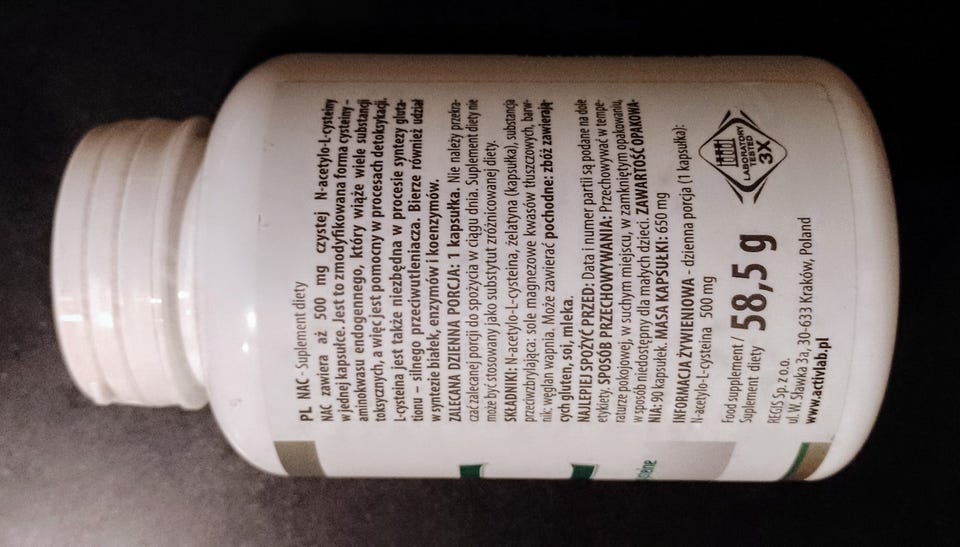 PL NAC - Suplement diety
NAC zawiera aż 500 mg czystej N-acetylo-L-cysteiny
w jednej kapsułce. Jest to zmodyfikowana forma cysteiny –
aminokwasu endogennego, który wiąże wiele substancji
toksycznych, a więc jest pomocny w procesach detoksykacji.
L-cysteina jest także niezbędna w procesie syntezy gluta-
tionu – silnego przeciwutleniacza. Bierze również udział
w syntezie białek, enzymów i koenzymów.
ZALECANA DZIENNA PORCJA: 1 kapsułka. Nie należy przekra-
czać zalecanej porcji do spożycia w ciągu dnia. Suplement diety nie
może być stosowany jako substytut zróżnicowanej diety.
SKŁADNIKI: N-acetylo-L-cysteina, żelatyna (kapsułka), substancja
przeciwzbrylająca: sole magnezowe kwasów tłuszczowych, barw-
nik: węglan wapnia. Może zawierać pochodne: zbóż zawierają-
cych gluten, soi, mleka.
NAJLEPIEJ SPOŻYĆ PRZED: Data i numer partii są podane na dole
etykiety. SPOSÓB PRZECHOWYWANIA: Przechowywać w tempe-
raturze pokojowej, w suchym miejscu, w zamkniętym opakowaniu,
w sposób niedostępny dla małych dzieci. ZAWARTOŚĆ OPAKOWA-
NIA: 90 kapsułek. MASA KAPSUŁKI: 650 mg
INFORMACJA ŻYWIENIOWA - dzienna porcja (1 kapsułka):
N-acetylo-L-cysteina 500 mg
Food supplement /
Suplement diety
58,5 g
LABORATORY
TESTED
3X
REGIS Sp. z o.o.
ul. W. Sławka 3a, 30-633 Kraków, Poland
www.activlab.pl